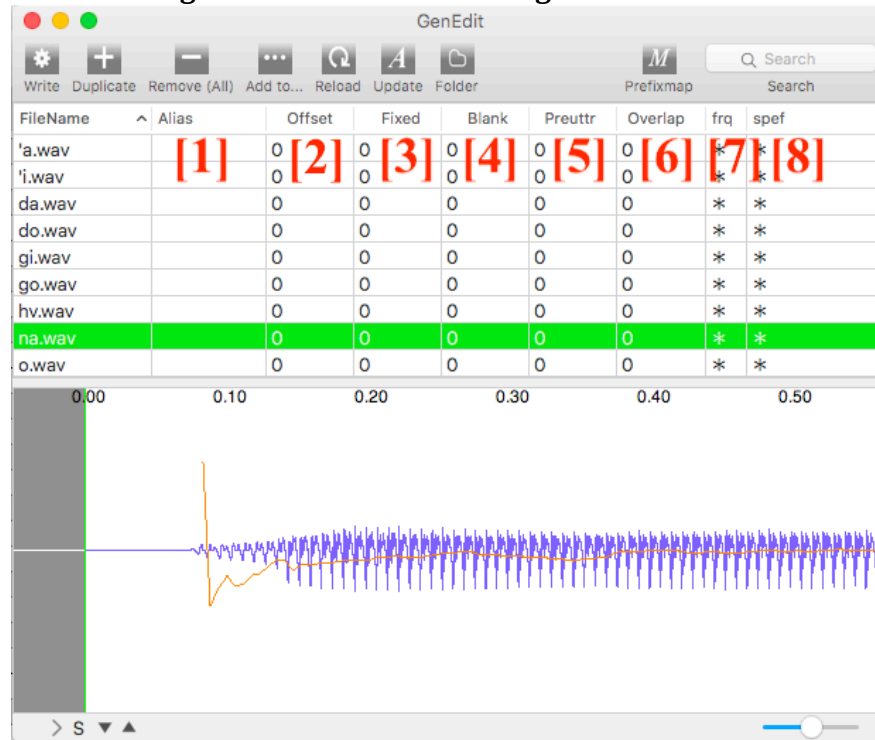 GenEdit
Write Duplicate Remove (All) Add to... Reload Update Folder M Prefixmap Search
Search
FileName Alias Offset Fixed Blank Preuttr Overlap frq spef
'a.wav 0 0 0 0 0 * *
[1] [2] [3] [4] [5] [6] [7] [8]
'i.wav 0 0 0 0 0 * *
da.wav 0 0 0 0 0 * *
do.wav 0 0 0 0 0 * *
gi.wav 0 0 0 0 0 * *
go.wav 0 0 0 0 0 * *
hv.wav 0 0 0 0 0 * *
na.wav 0 0 0 0 0 * *
o.wav 0 0 0 0 0 * *
0.00 0.10 0.20 0.30 0.40 0.50
S